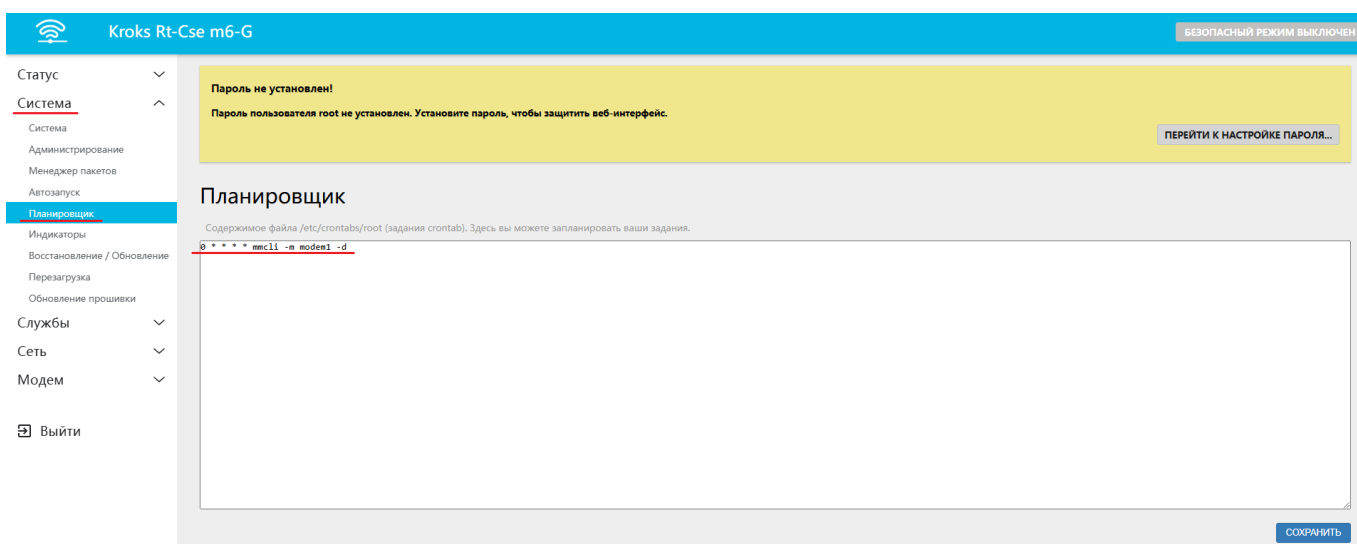 Kroks Rt-Cse m6-G
БЕЗОПАСНЫЙ РЕЖИМ ВЫКЛЮЧЕН
Статус
Система
Система
Администрирование
Менеджер пакетов
Автозапуск
Планировщик
Индикаторы
Восстановление / Обновление
Перезагрузка
Обновление прошивки
Службы
Сеть
Модем
Выйти
Пароль не установлен!
Пароль пользователя root не установлен. Установите пароль, чтобы защитить веб-интерфейс.
ПЕРЕЙТИ К НАСТРОЙКЕ ПАРОЛЯ...
Планировщик
Содержимое файла /etc/crontabs/root (задания crontab). Здесь вы можете запланировать ваши задания.
0 * * * * mmcli -m modem1 -d
СОХРАНИТЬ